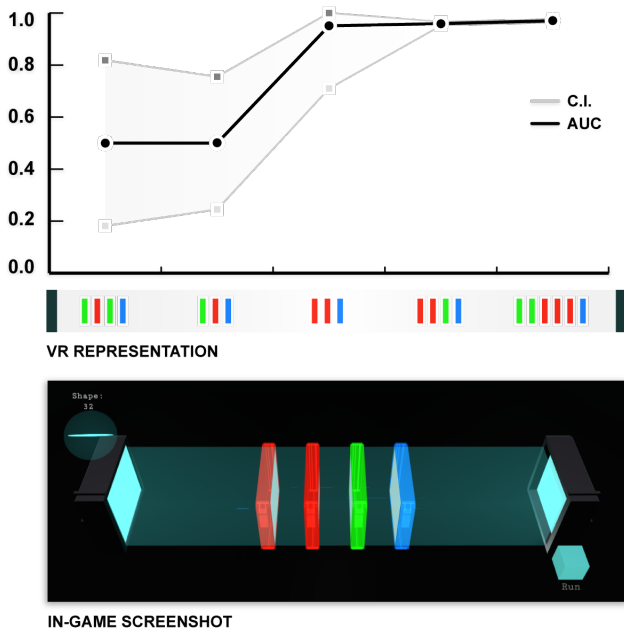 1.0
0.8
0.6
0.4
0.2
0.0
C.I.
AUC
VR REPRESENTATION
Shape:
32
Run
IN-GAME SCREENSHOT